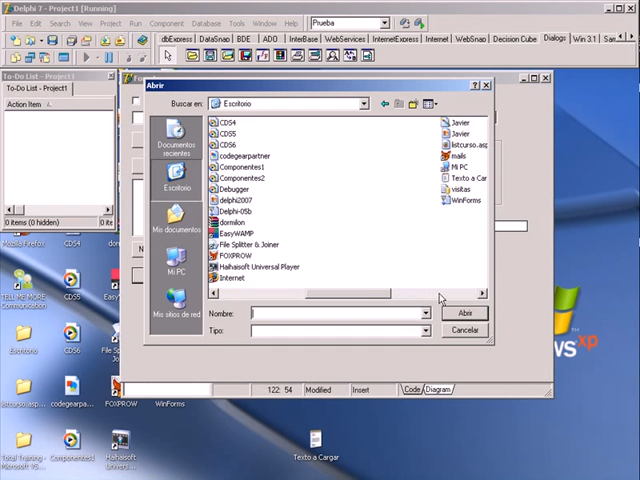 Delphi 7 - Project1 [Running]
File Edit Search View Project Run Component Database Tools Window Help
Prueba
dbExpress DataSnap BDE ADO InterBase WebServices InternetExpress Internet WebSnap Decision Cube Dialogs Win 3.1
To-Do List - Project1
To-Do List - Project1
Action Item
0 items (0 hidden)
Abrir
Buscar en:
Escritorio
Documentos recientes
Escritorio
Mis documentos
Mi PC
Mis sitios de red
CDS4
CDS5
CDS6
codegearpartner
Componentes1
Componentes2
Debugger
delphi2007
Delphi-05b
dormilon
EasyWAMP
File Splitter & Joiner
FOXPROW
Haihaisoft Universal Player
Internet
Javier
Javier
listcurso.asp
mails
Mi PC
Texto a Car
visitas
WinForms
Nombre:
Abrir
Tipo:
Cancelar
122: 54 Modified Insert
Code Diagram
Mozilla Firefox
CDS4
TELL ME MORE
Communication
CDS5
Escritorio
CDS6
File Sp
listcurso.asp...
codegearpa...
FOXPROW
WinForms
Total Training -
Microsoft VS...
Componentes1
Haihaisoft
Univers...
Texto a Cargar
xp